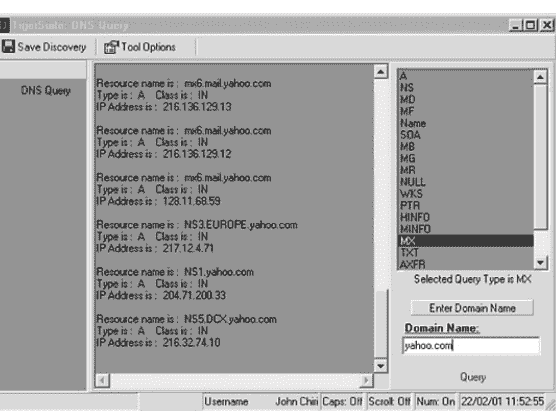 TigerSuite: DNS Query
Save Discovery
Tool Options
DNS Query
Resource name is : mx6.mail.yahoo.com
Type is : A Class is : IN
IP Address is : 216.136.129.13
Resource name is : mx6.mail.yahoo.com
Type is : A Class is : IN
IP Address is : 216.136.129.12
Resource name is : mx6.mail.yahoo.com
Type is : A Class is : IN
IP Address is : 128.11.68.59
Resource name is : NS3.EUROPE.yahoo.com
Type is : A Class is : IN
IP Address is : 217.12.4.71
Resource name is : NS1.yahoo.com
Type is : A Class is : IN
IP Address is : 204.71.200.33
Resource name is : NS5.DCX.yahoo.com
Type is : A Class is : IN
IP Address is : 216.32.74.10
A
NS
MD
MF
Name
SOA
MB
MG
MR
NULL
WKS
PTR
HINFO
MINFO
MX
TXT
AXFR
Selected Query Type is MX
Enter Domain Name
Domain Name:
yahoo.com
Query
Username John Chiri Caps: Off Scroll: Off Num: On 22/02/01 11:52:55